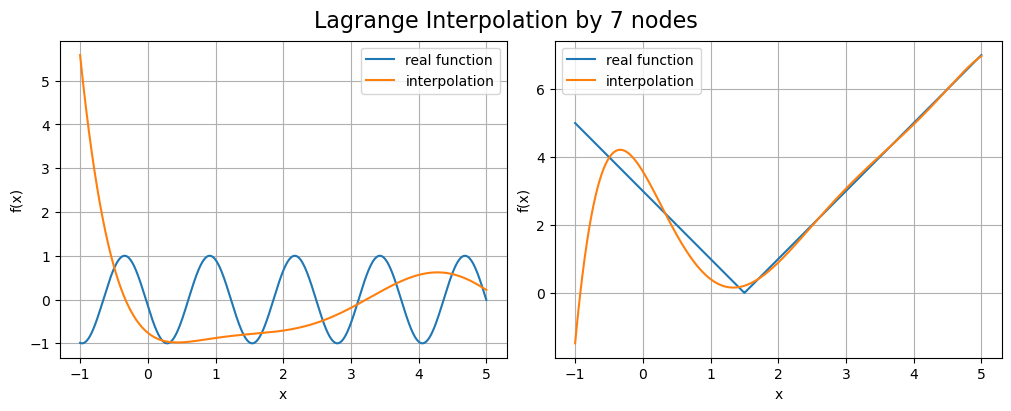 Lagrange Interpolation by 7 nodes
real function
interpolation
f(x)
5
4
3
2
1
0
−1
−1 0 1 2 3 4 5
x
real function
interpolation
f(x)
6
4
2
0
−1 0 1 2 3 4 5
x